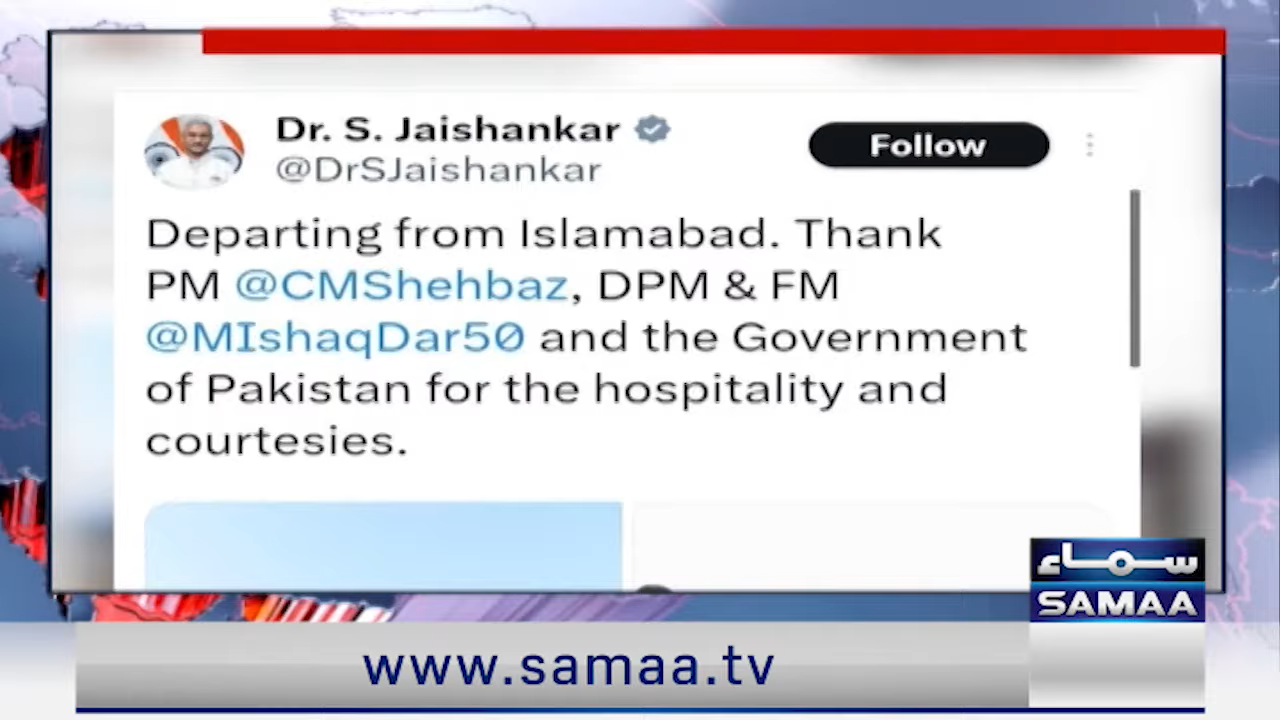 Dr. S. Jaishankar
@DrSJaishankar
Follow
Departing from Islamabad. Thank
PM @CMShehbaz, DPM & FM
@MIshaqDar50 and the Government
of Pakistan for the hospitality and
courtesies.
سماء
SAMAA
www.samaa.tv